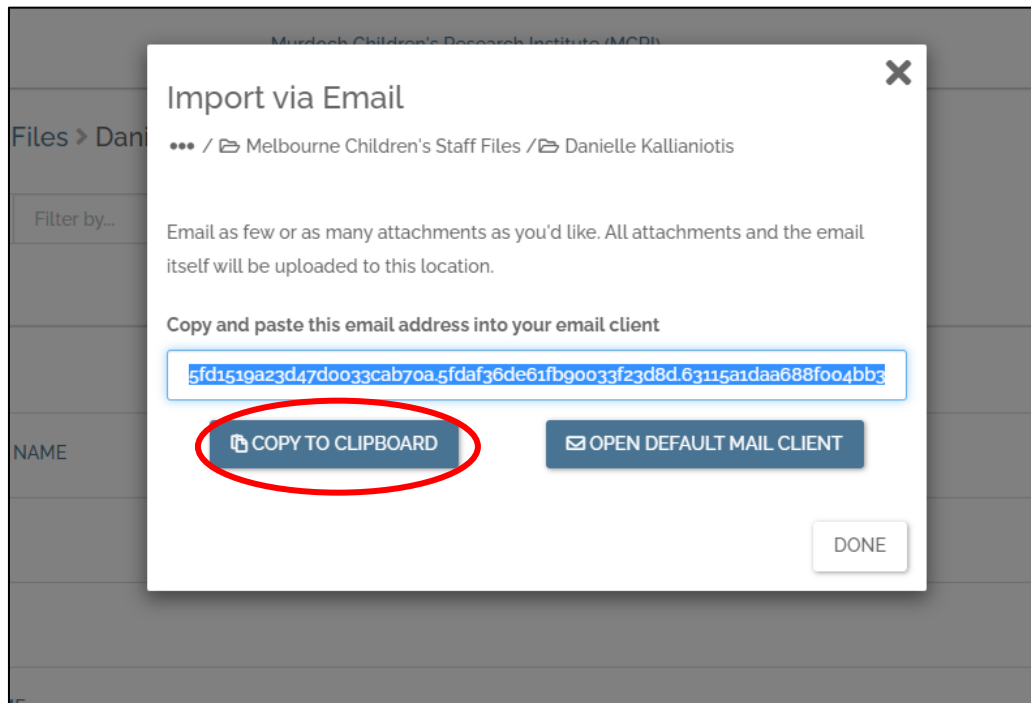 Murdoch Children's Research Institute (MCRI)
Import via Email
Files > Dani
••• / Melbourne Children's Staff Files / Danielle Kallianiotis
Filter by...
Email as few or as many attachments as you'd like. All attachments and the email
itself will be uploaded to this location.
Copy and paste this email address into your email client
5fd1519a23d47d0033cab70a.5fdaf36de61fb90033f23d8d.63115a1daa688f004bb3
COPY TO CLIPBOARD
OPEN DEFAULT MAIL CLIENT
NAME
DONE